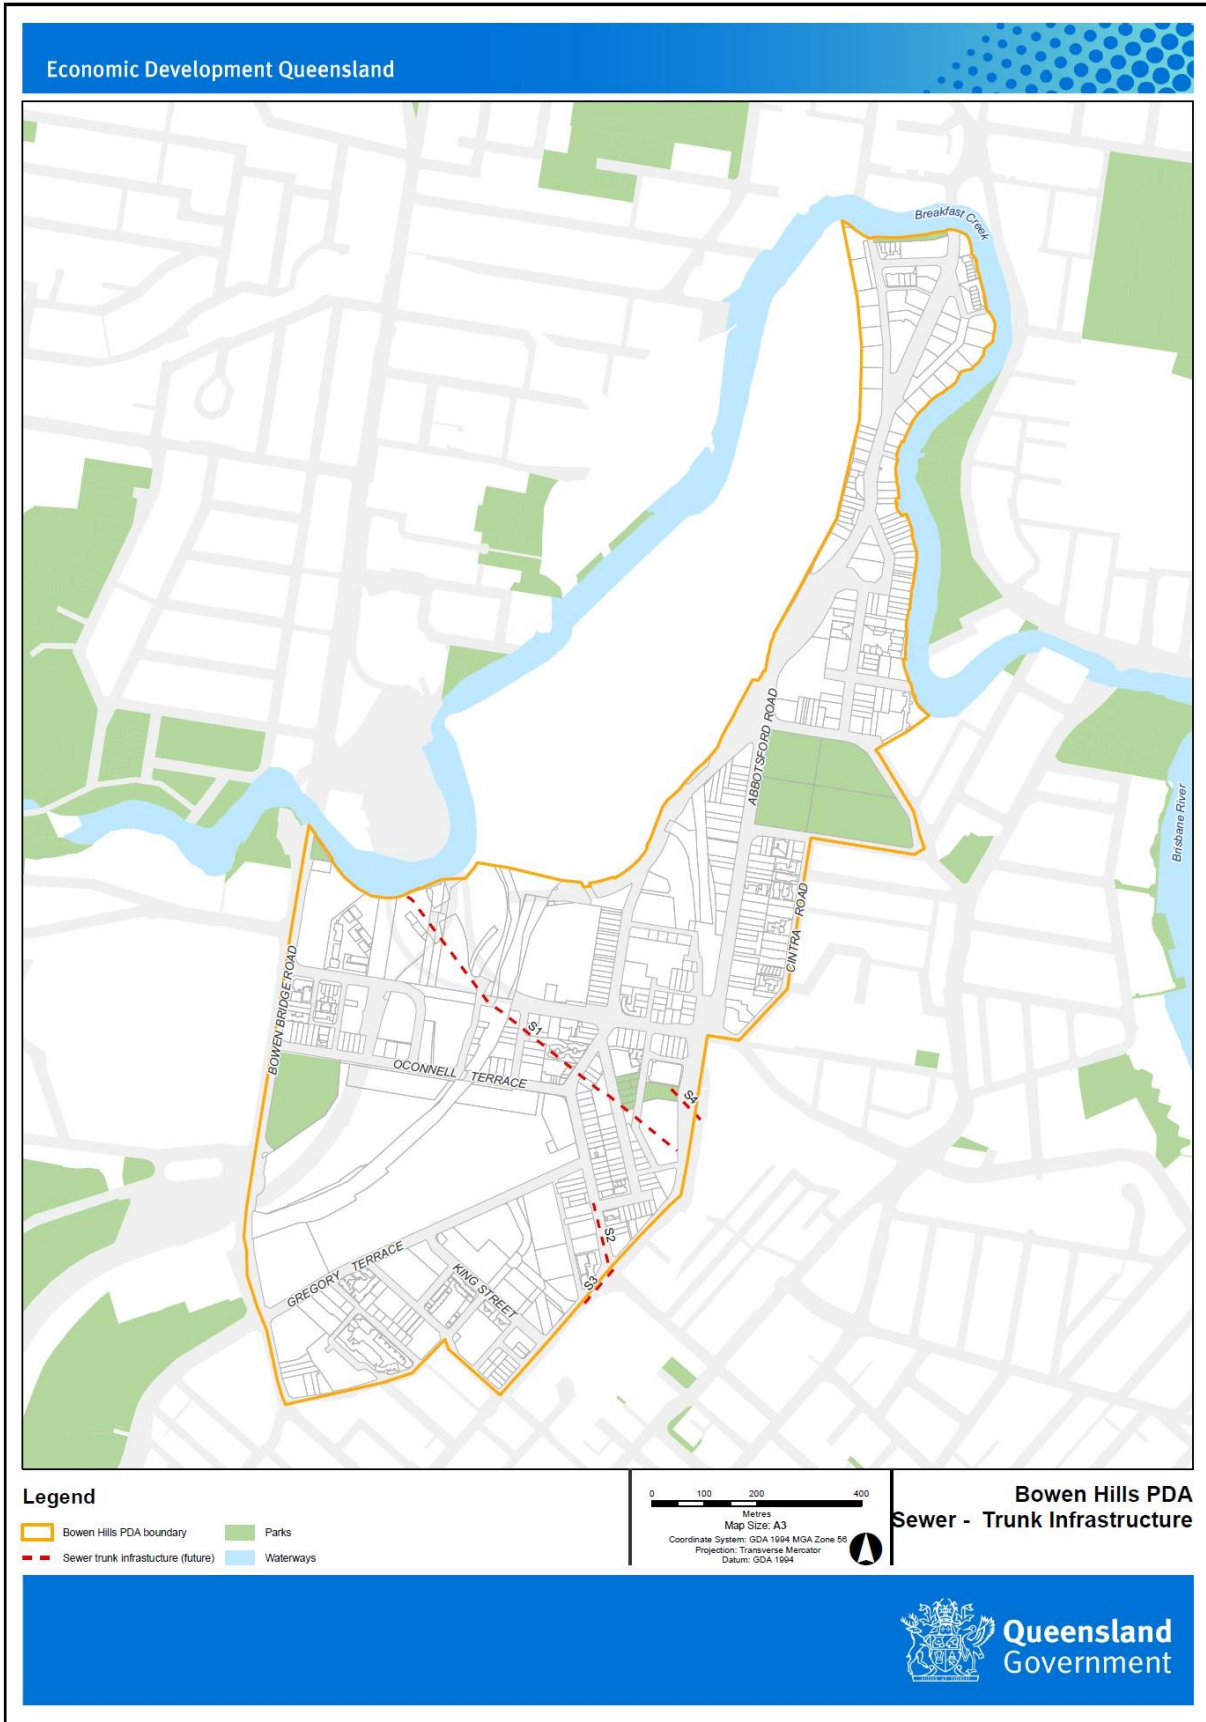 Economic Development Queensland
Breakfast Creek
ABBOTSFORD ROAD
Brisbane River
CINTRA ROAD
BOWEN BRIDGE ROAD
S1
OCONNELL TERRACE
S4
S2
GREGORY TERRACE
KING STREET
S3
Legend
Bowen Hills PDA boundary
Parks
Sewer trunk infrastucture (future)
Waterways
0 100 200 400
Metres
Map Size: A3
Coordinate System: GDA 1994 MGA Zone 56
Projection: Transverse Mercator
Datum: GDA 1994
Bowen Hills PDA
Sewer - Trunk Infrastructure
Queensland
Government